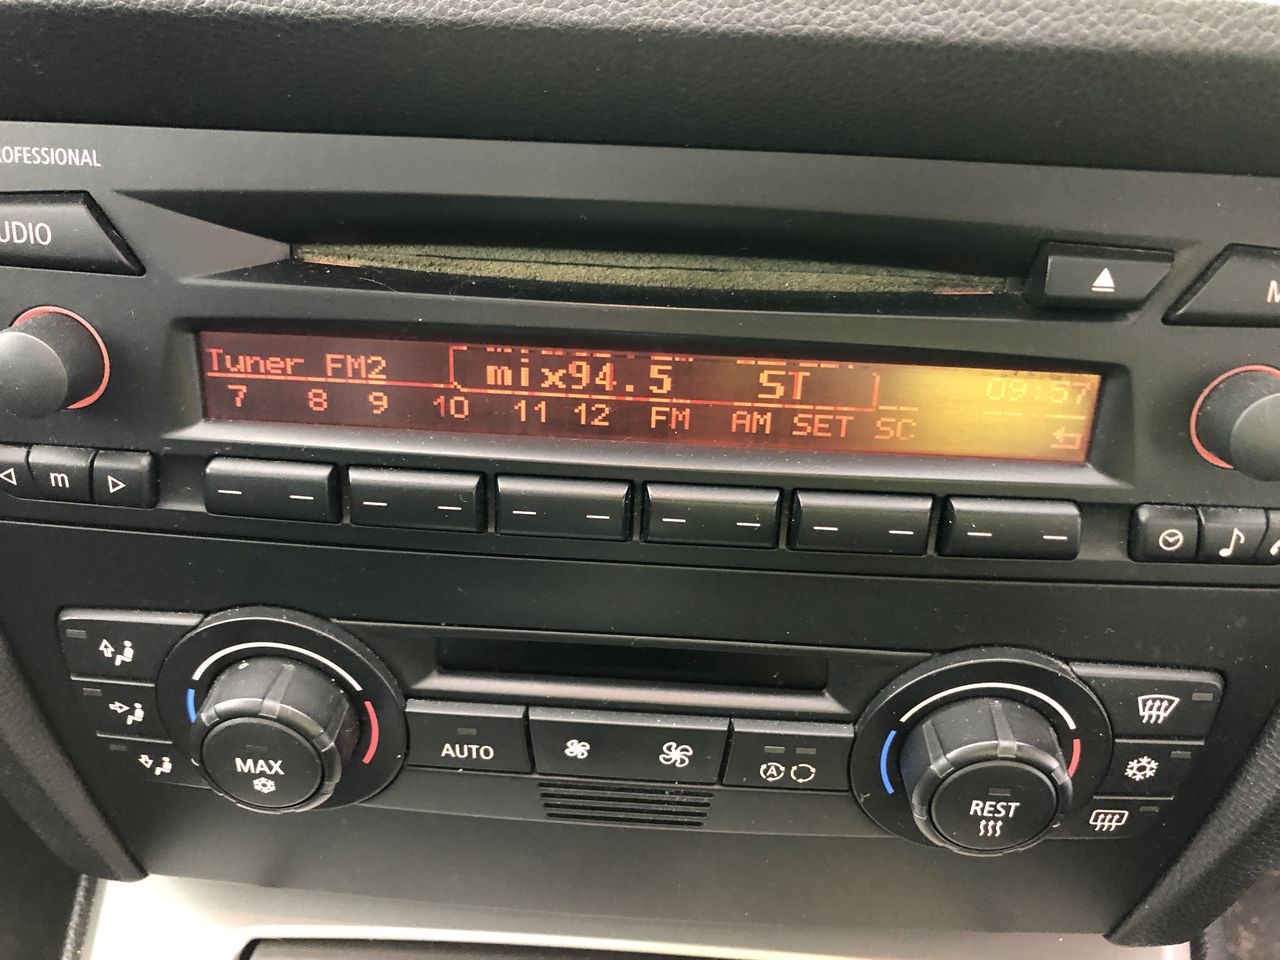 OFESSIONAL
UDIO
M
Tuner FM2 mix94.5 ST 09:57
7 8 9 10 11 12 FM AM SET SC
m
AUTO
MAX
A
REST